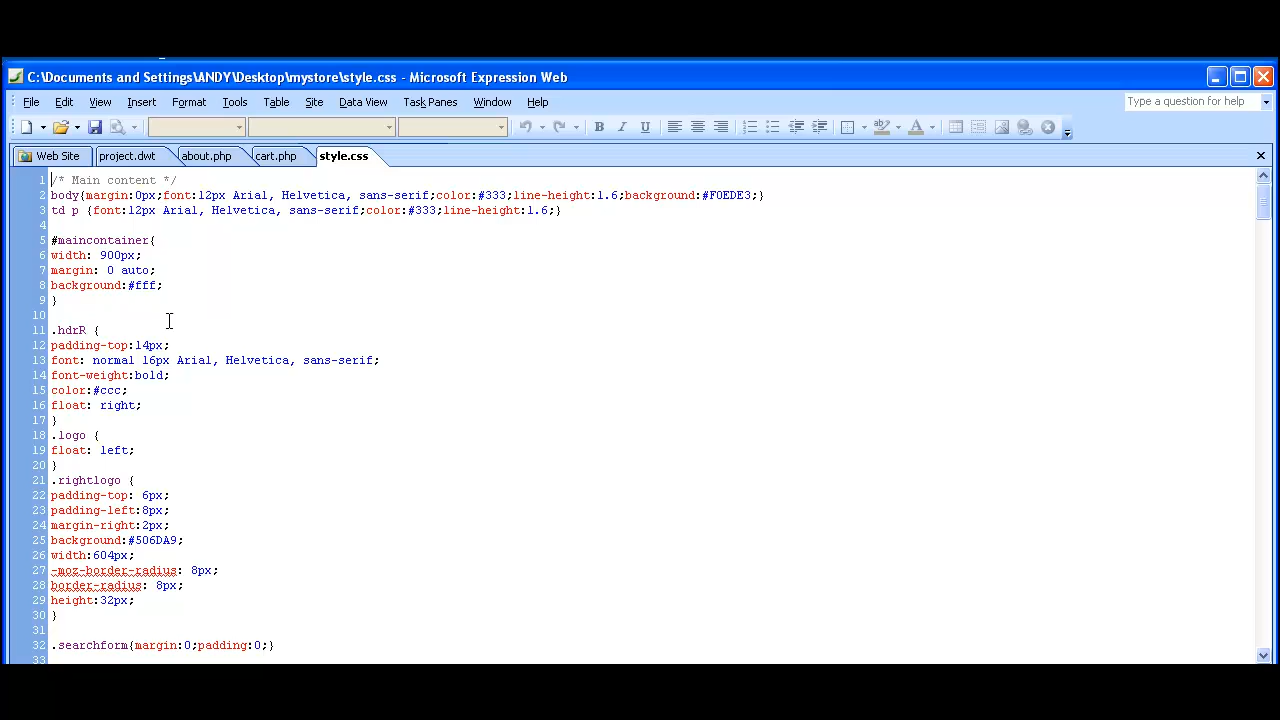 C:\Documents and Settings\ANDY\Desktop\mystore\style.css - Microsoft Expression Web
File Edit View Insert Format Tools Table Site Data View Task Panes Window Help
Type a question for help
B I U A
Web Site project.dwt about.php cart.php style.css
1 /* Main content */
2 body{margin:0px;font:12px Arial, Helvetica, sans-serif;color:#333;line-height:1.6;background:#F0EDE3;}
3 td p {font:12px Arial, Helvetica, sans-serif;color:#333;line-height:1.6;}
4
5 #maincontainer{
6 width: 900px;
7 margin: 0 auto;
8 background:#fff;
9 }
10
11 .hdrR {
12 padding-top:14px;
13 font: normal 16px Arial, Helvetica, sans-serif;
14 font-weight:bold;
15 color:#ccc;
16 float: right;
17 }
18 .logo {
19 float: left;
20 }
21 .rightlogo {
22 padding-top: 6px;
23 padding-left:8px;
24 margin-right:2px;
25 background:#506DA9;
26 width:604px;
27 -moz-border-radius: 8px;
28 border-radius: 8px;
29 height:32px;
30 }
31
32 .searchform{margin:0;padding:0;}
33